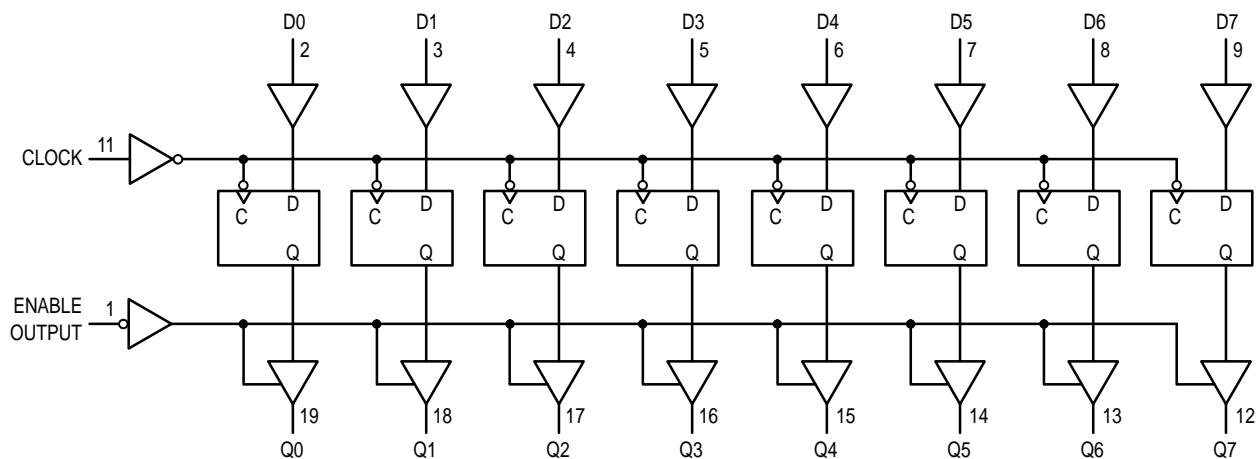 D0 D1 D2 D3 D4 D5 D6 D7
2 3 4 5 6 7 8 9
CLOCK 11
C D C D C D C D C D C D C D C D
Q Q Q Q Q Q Q Q
ENABLE OUTPUT 1
19 18 17 16 15 14 13 12
Q0 Q1 Q2 Q3 Q4 Q5 Q6 Q7